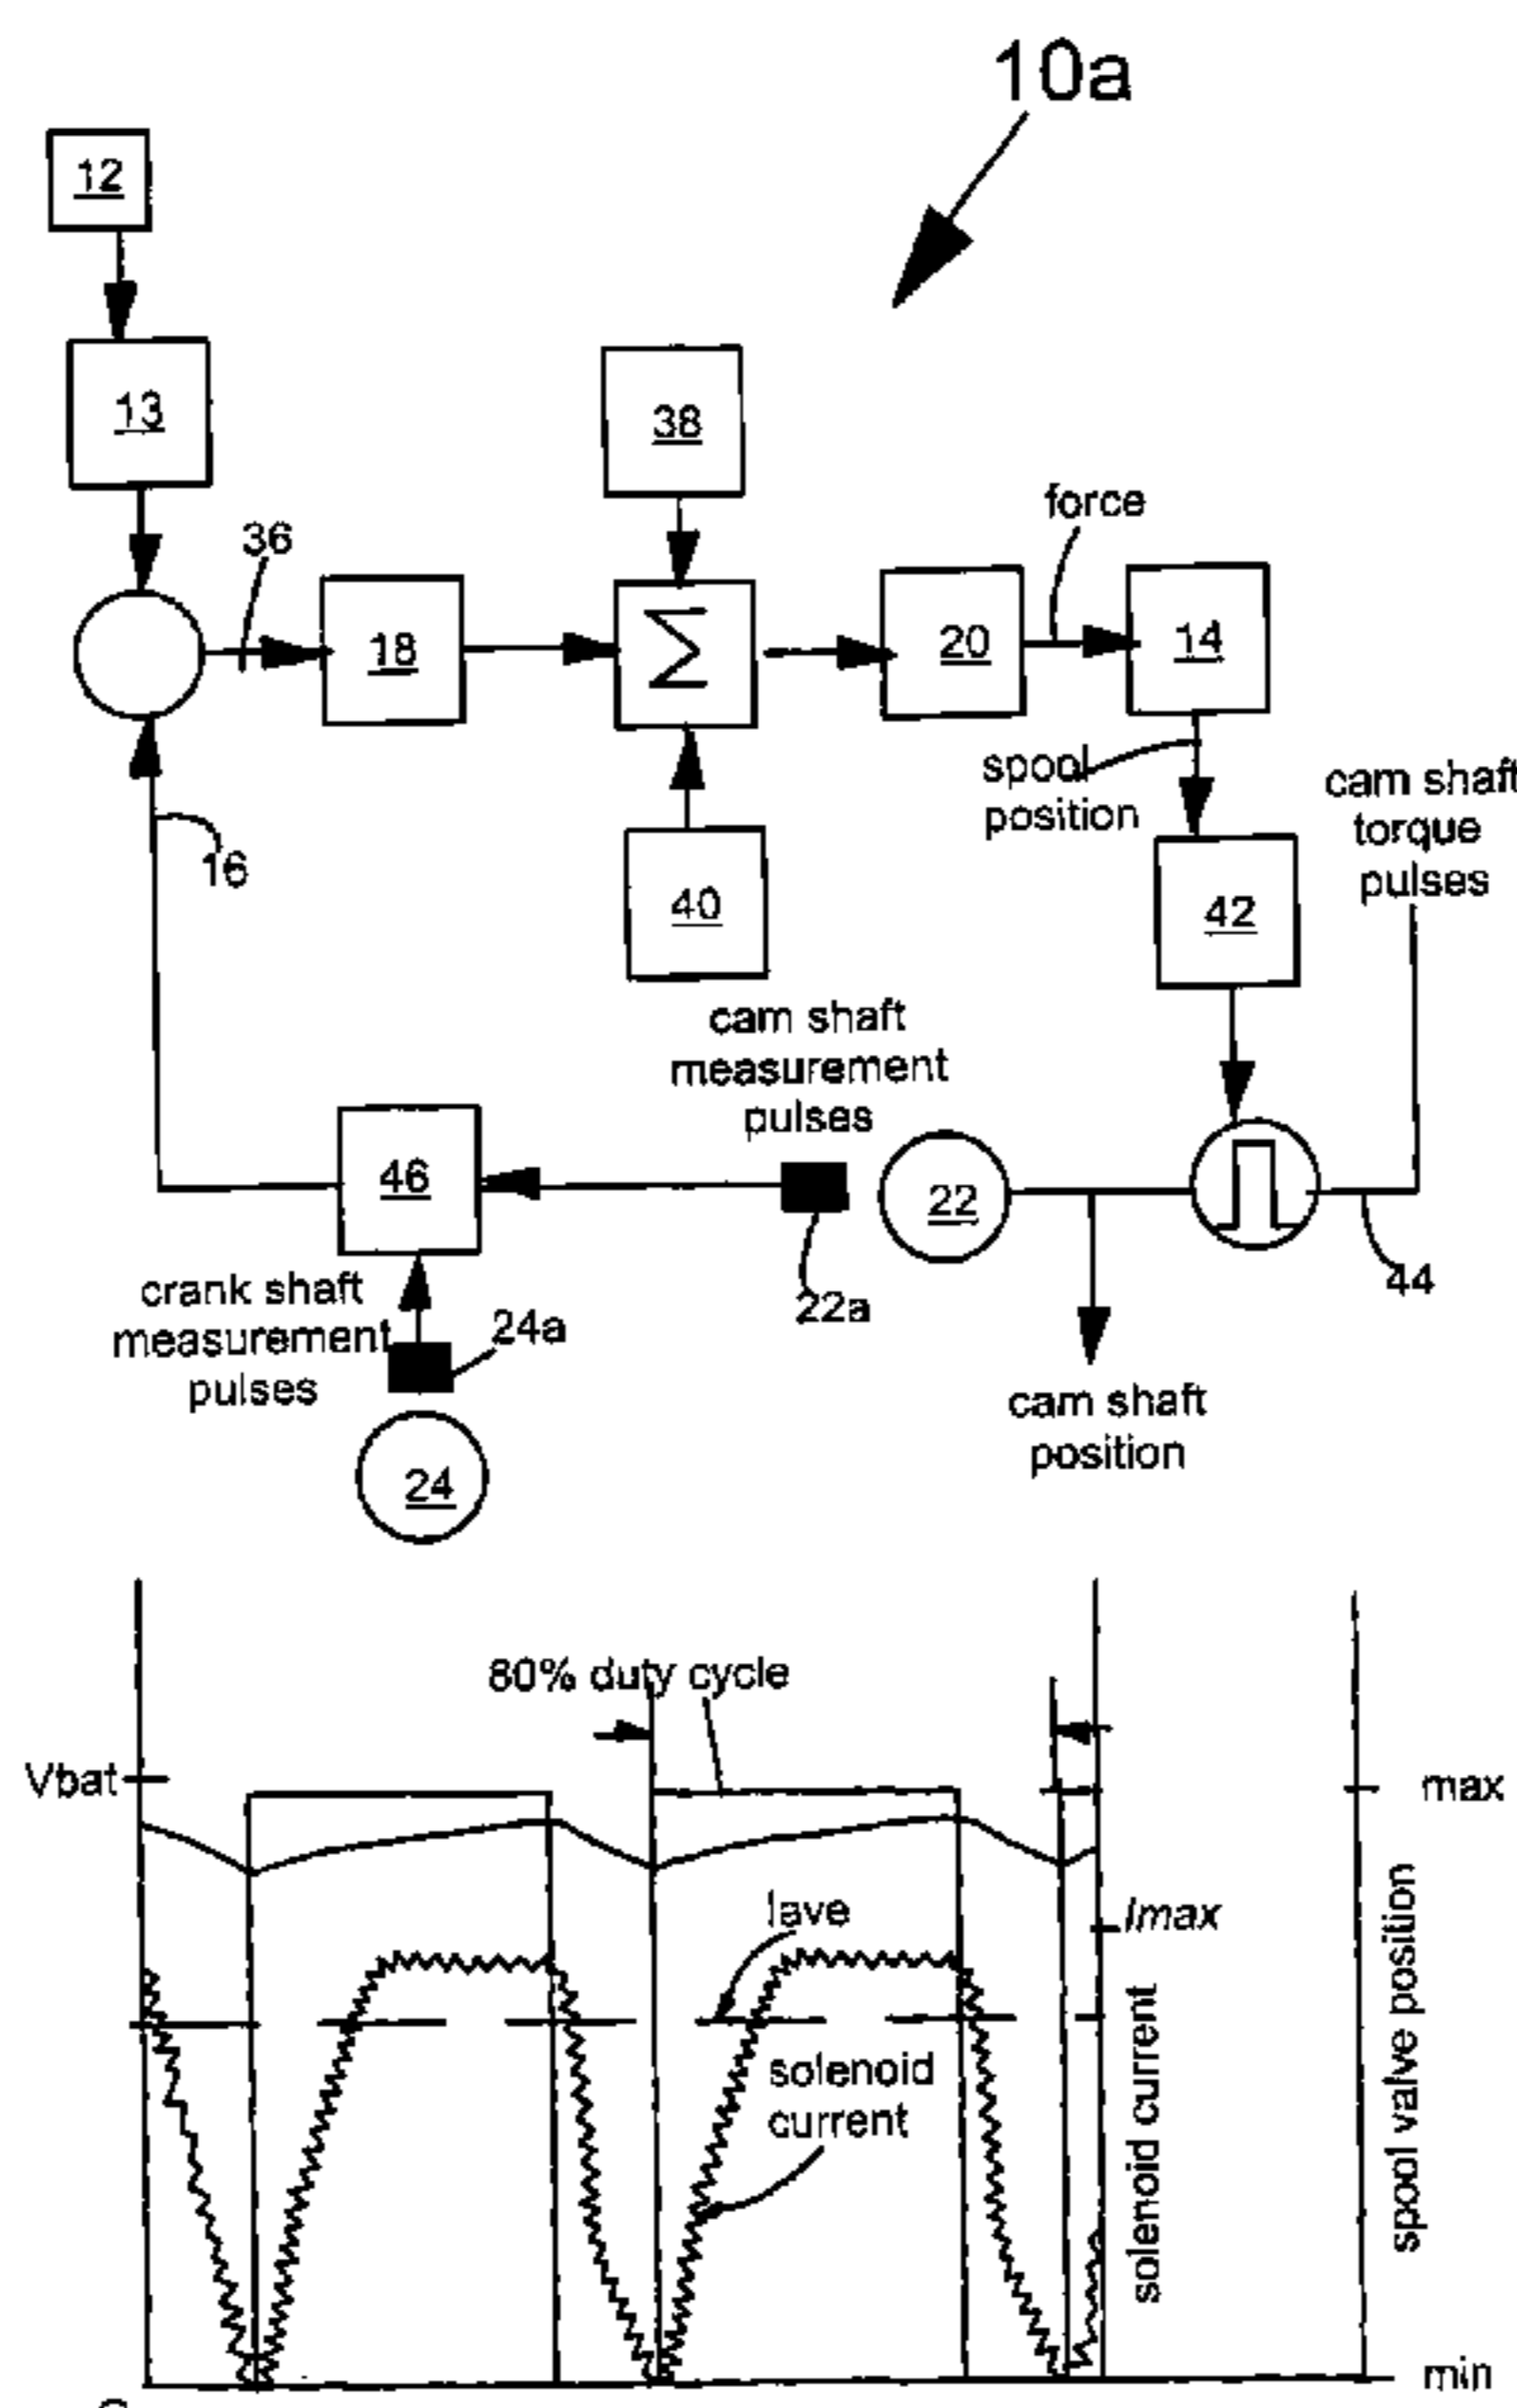 10a
12
13
38
36
force
18
Σ
20
14
spool
position
cam shaft
torque
pulses
16
40
42
cam shaft
measurement
pulses
46
22
22a
44
crank shaft
measurement
pulses
24a
24
cam shaft
position
80% duty cycle
Vbat
max
Iave
Imax
solenoid
current
solenoid current
spool valve position
min